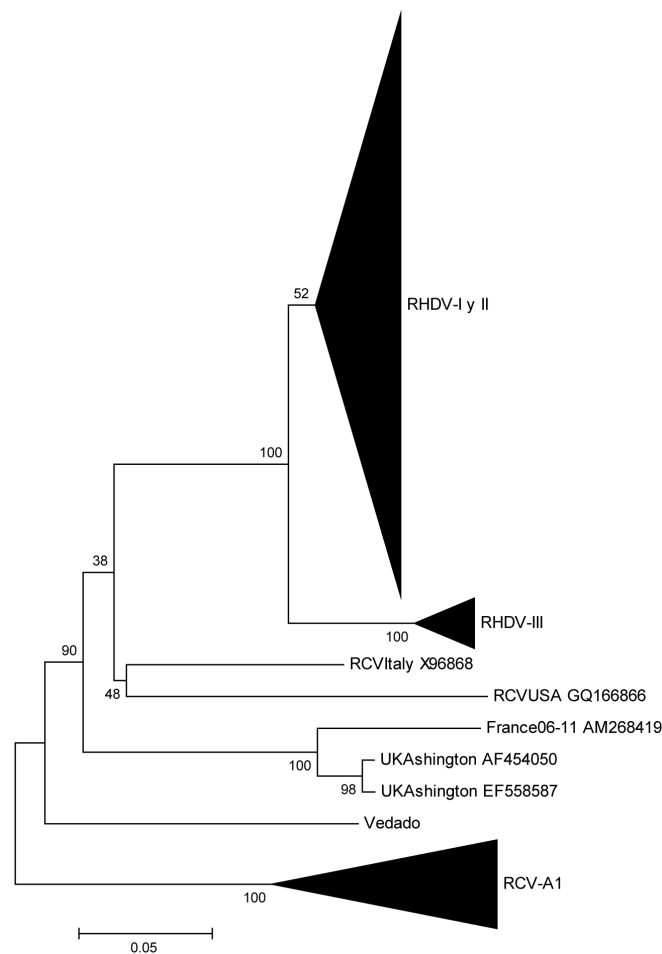 52
RHDV-I y II
100
38
RHDV-III
100
90
RCVItaly X96868
48
RCVUSA GQ166866
France06-11 AM268419
100
UKAshington AF454050
98
UKAshington EF558587
Vedado
RCV-A1
100
0.05